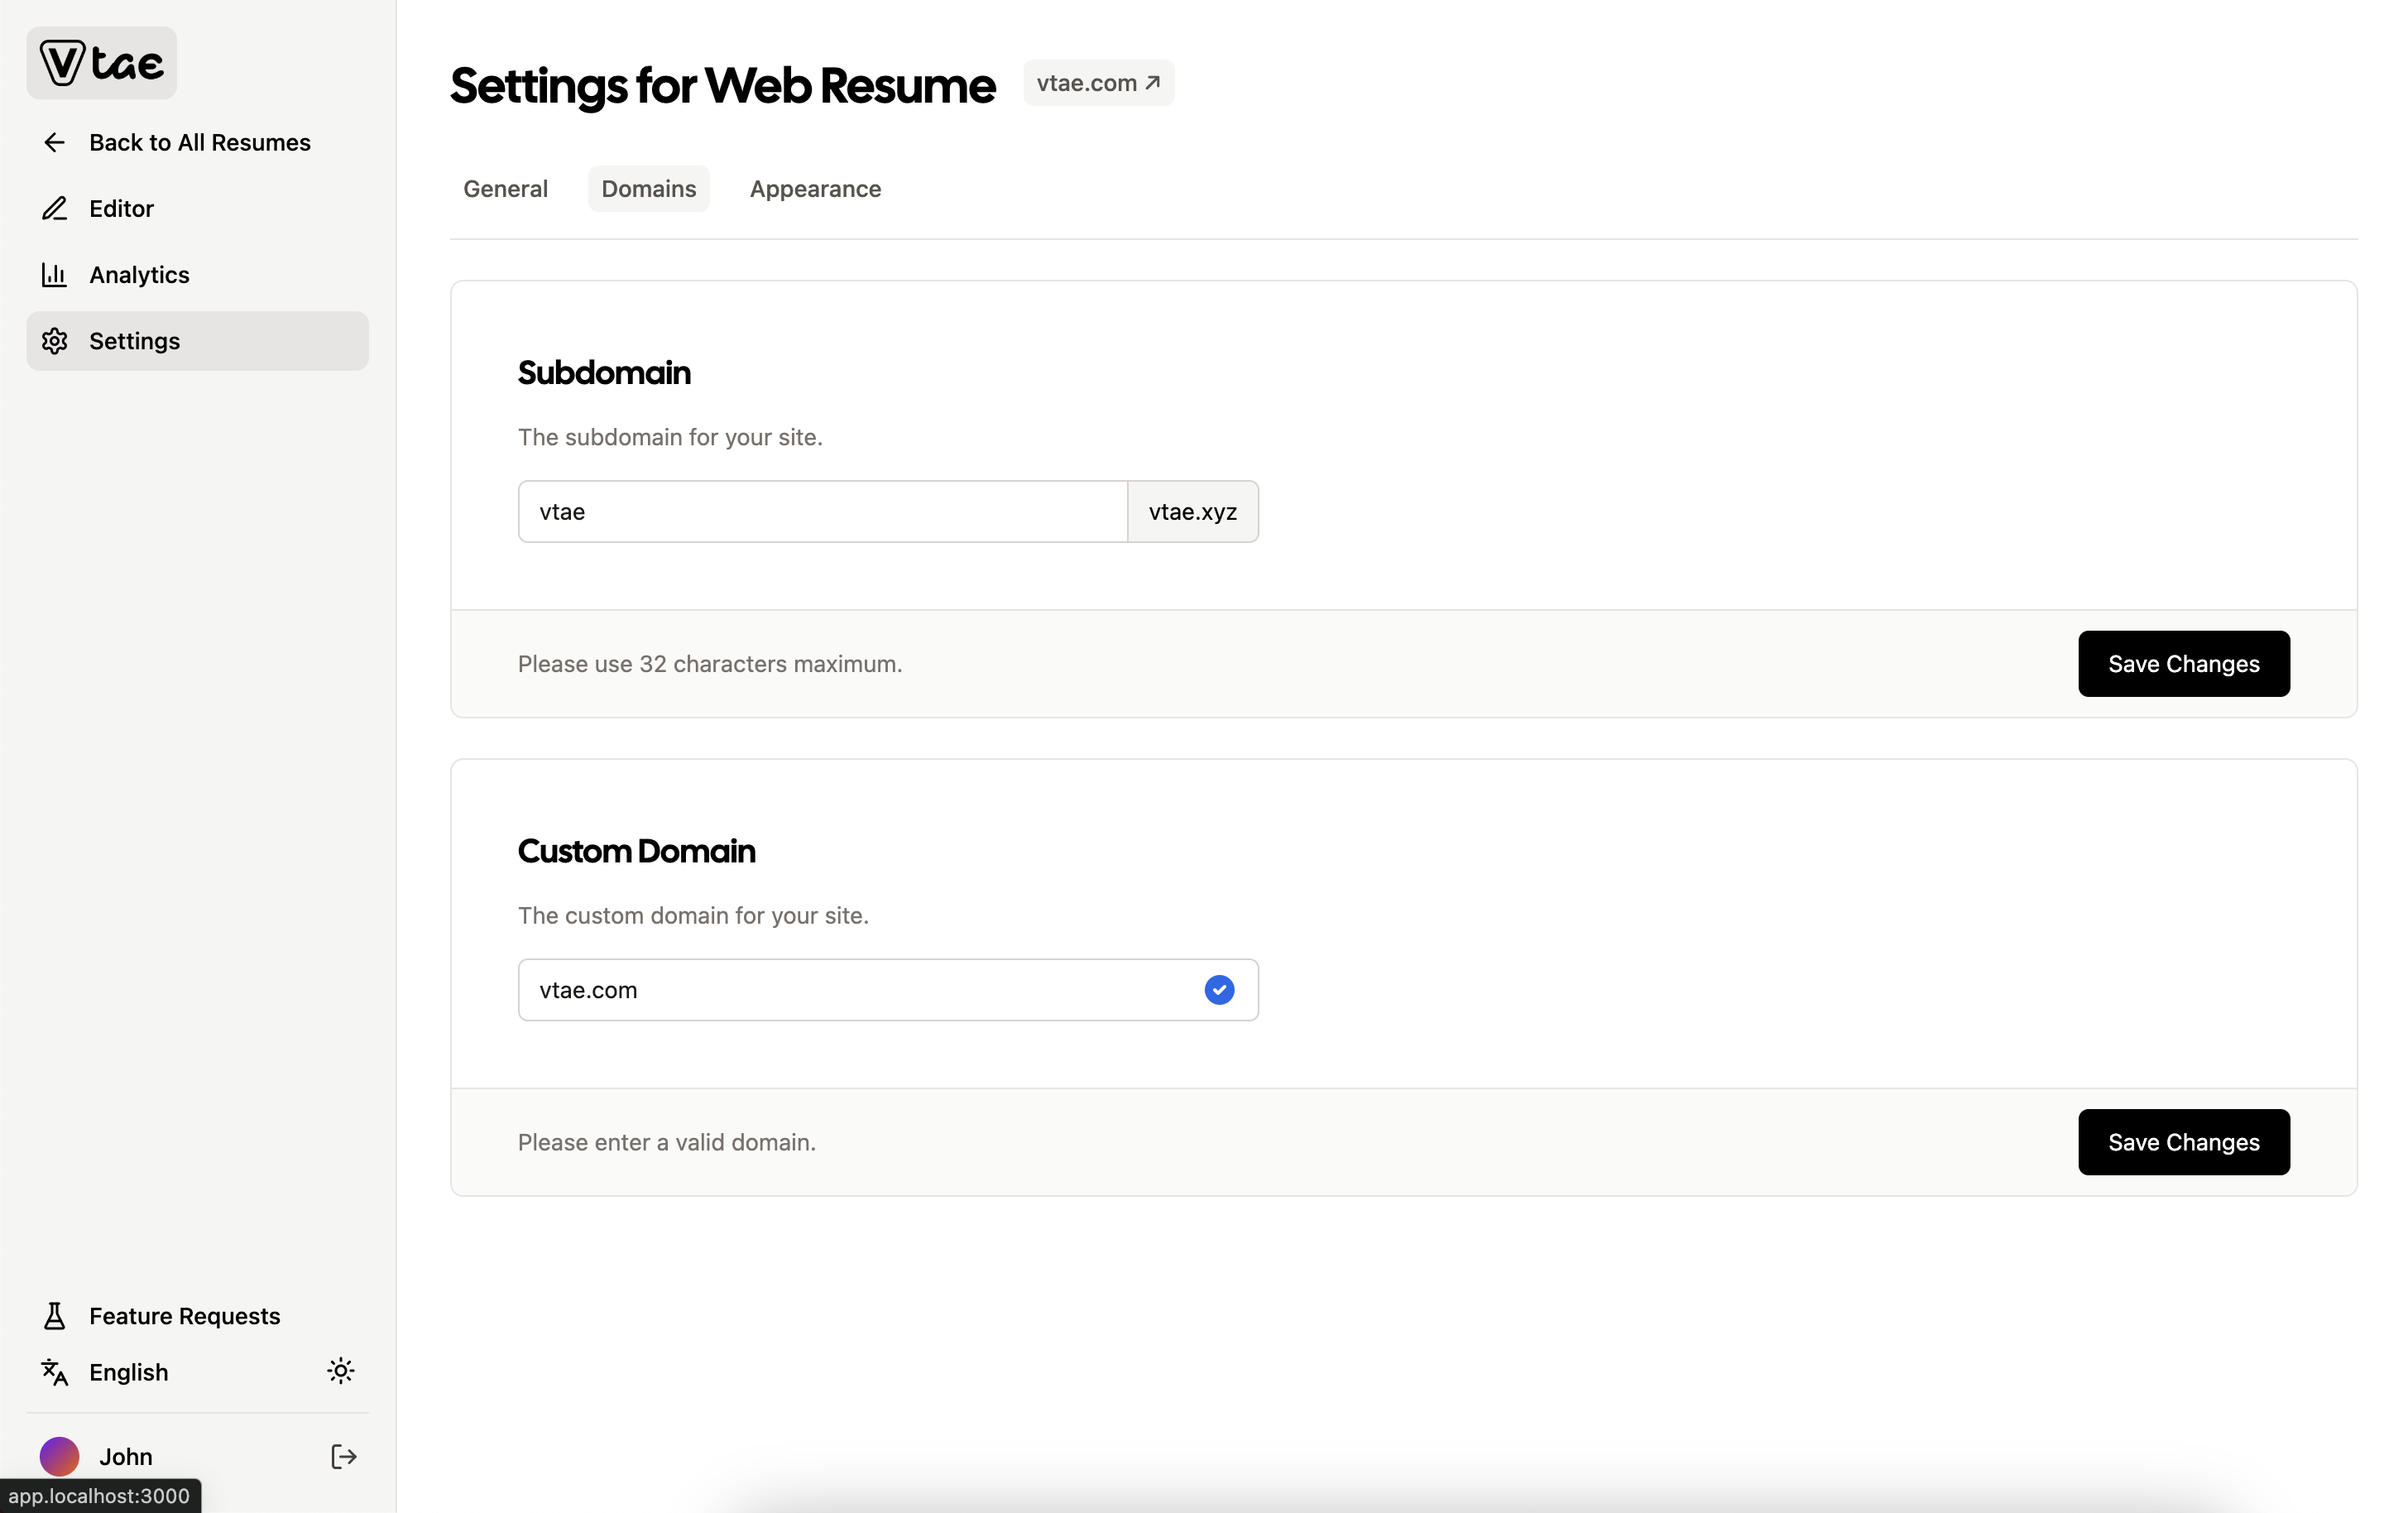 Vtae
Back to All Resumes
Editor
Analytics
Settings
Feature Requests
English
John
app.localhost:3000
Settings for Web Resume
vtae.com
General
Domains
Appearance
Subdomain
The subdomain for your site.
vtae
vtae.xyz
Please use 32 characters maximum.
Save Changes
Custom Domain
The custom domain for your site.
vtae.com
Please enter a valid domain.
Save Changes